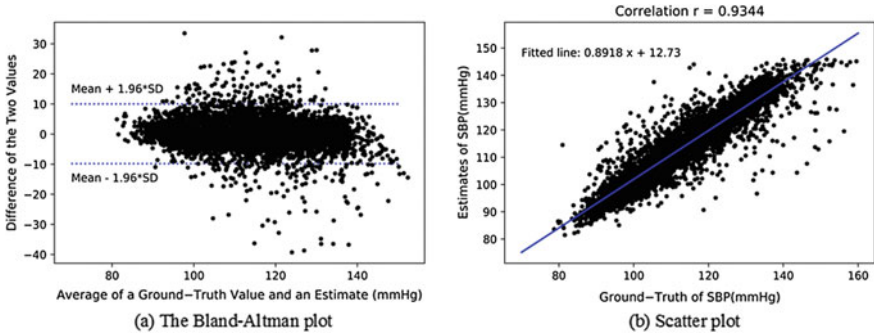 Difference of the Two Values
30
20
10
0
−10
−20
−30
−40
Mean + 1.96*SD
Mean - 1.96*SD
80
100
120
140
Average of a Ground−Truth Value and an Estimate (mmHg)
(a) The Bland-Altman plot
Correlation r = 0.9344
Estimates of SBP(mmHg)
150
140
130
120
110
100
90
80
Fitted line: 0.8918 x + 12.73
80
100
120
140
160
Ground−Truth of SBP(mmHg)
(b) Scatter plot